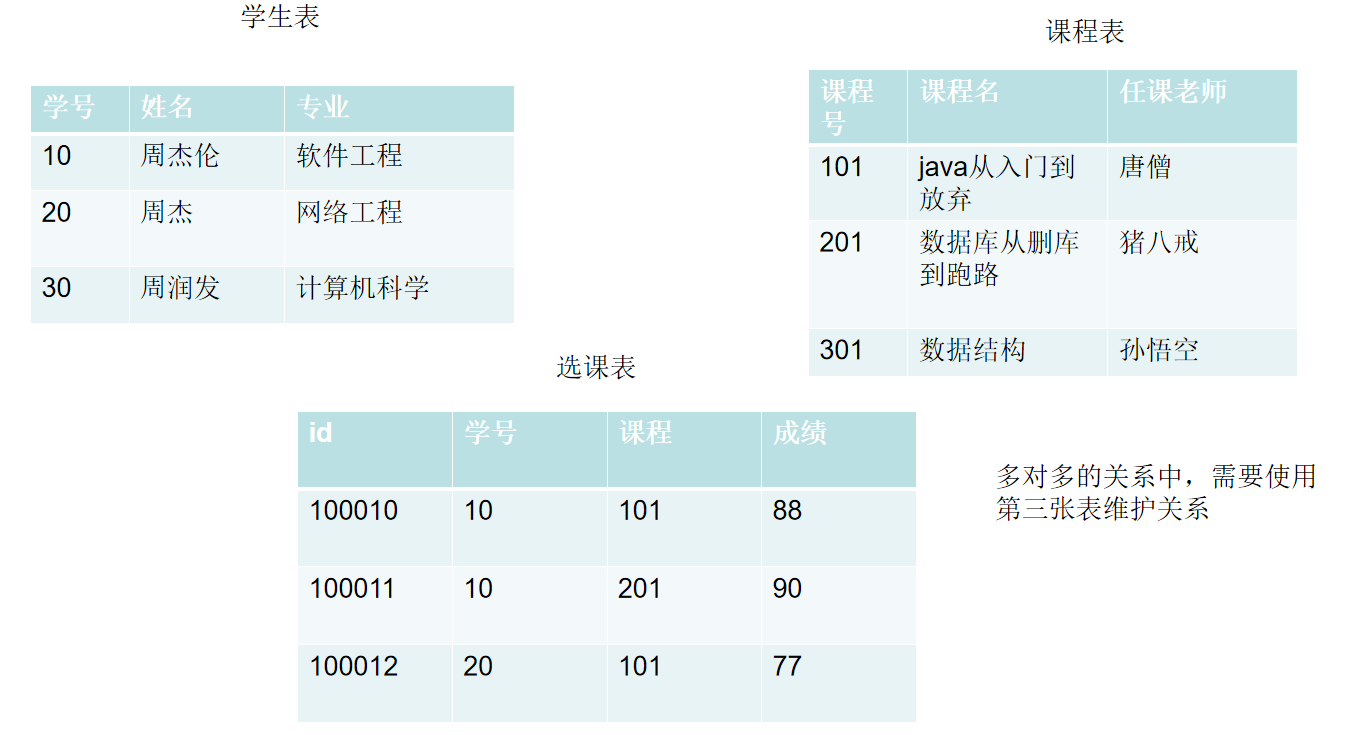 学生表
学号 姓名 专业
10 周杰伦 软件工程
20 周杰 网络工程
30 周润发 计算机科学
课程表
课程
号 课程名 任课老师
101 java从入门到 唐僧
放弃
201 数据库从删库 猪八戒
到跑路
301 数据结构 孙悟空
选课表
id 学号 课程 成绩
100010 10 101 88
100011 10 201 90
100012 20 101 77
多对多的关系中，需要使用
第三张表维护关系